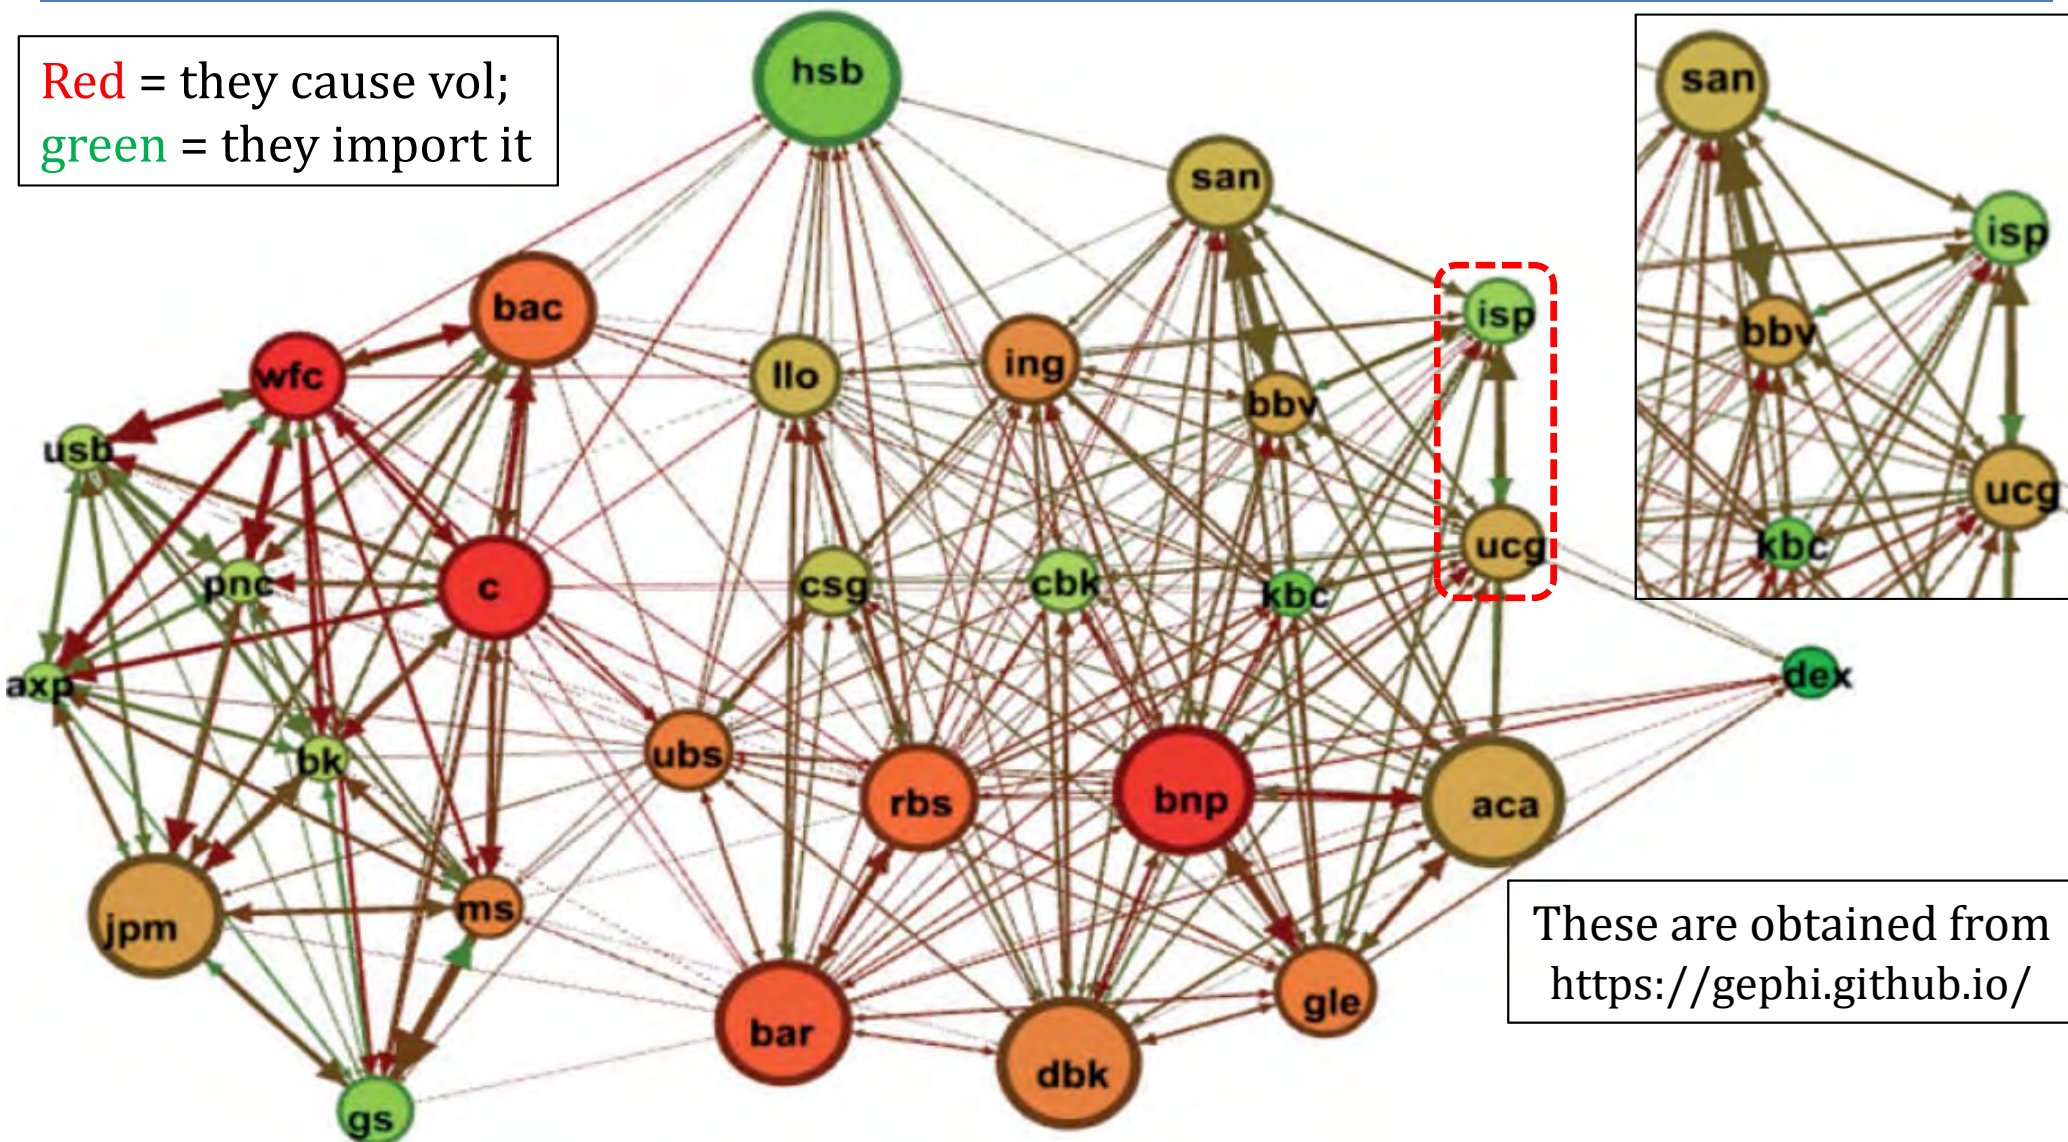 Red = they cause vol;
green = they import it
hsb
san
bac
isp
wfc
llo
ing
bbv
usb
ucg
pnc
c
csg
cbk
kbc
axp
bk
ubs
rbs
bnp
aca
dex
jpm
ms
bar
dbk
gle
gs
san
isp
bbv
ucg
kbc
These are obtained from
https://gephi.github.io/